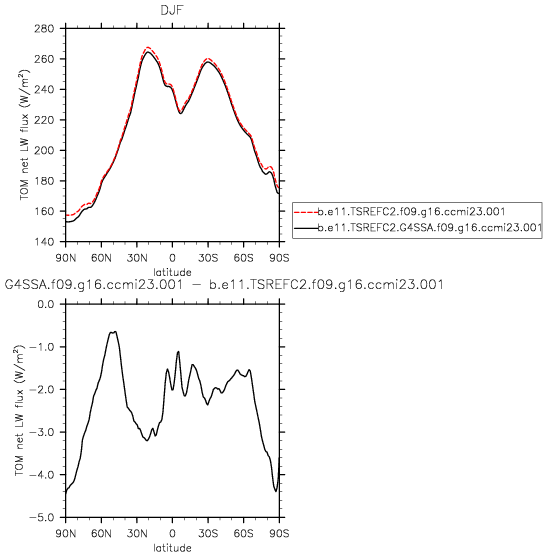 DJF
280
260
240
220
200
180
160
140
TOM net LW flux (W/m²)
90N 60N 30N 0 30S 60S 90S
latitude
b.e11.TSREFC2.f09.g16.ccmi23.001
b.e11.TSREFC2.G4SSA.f09.g16.ccmi23.001
G4SSA.f09.g16.ccmi23.001 − b.e11.TSREFC2.f09.g16.ccmi23.001
0.0
−1.0
−2.0
−3.0
−4.0
−5.0
TOM net LW flux (W/m²)
90N 60N 30N 0 30S 60S 90S
latitude